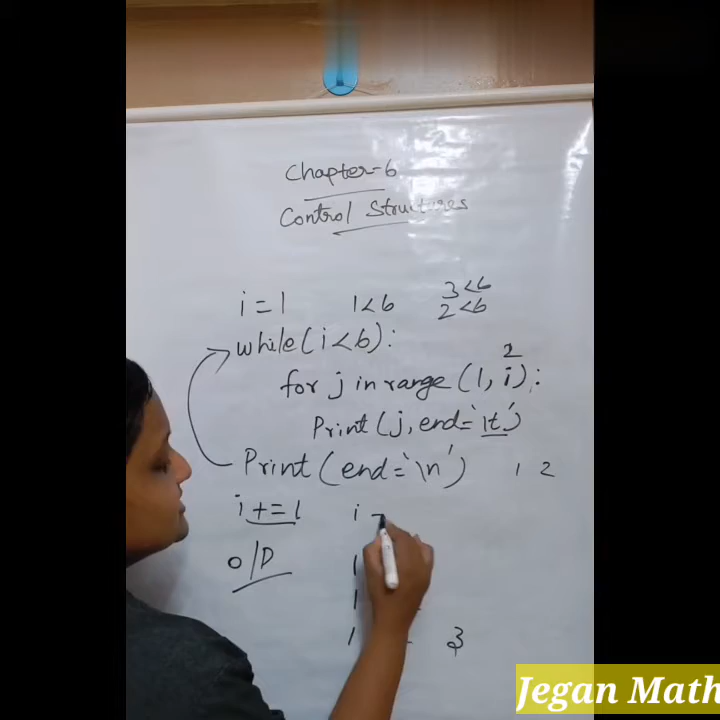 Chapter-6
Control Structures
i = 1 1<6 3<6
2<6
while(i<6):
2
for j in range (1, i):
Print(j, end='\t')
Print(end='\n') 1 2
i+=1 i -
o/p 1
1
1 3
Jegan Math